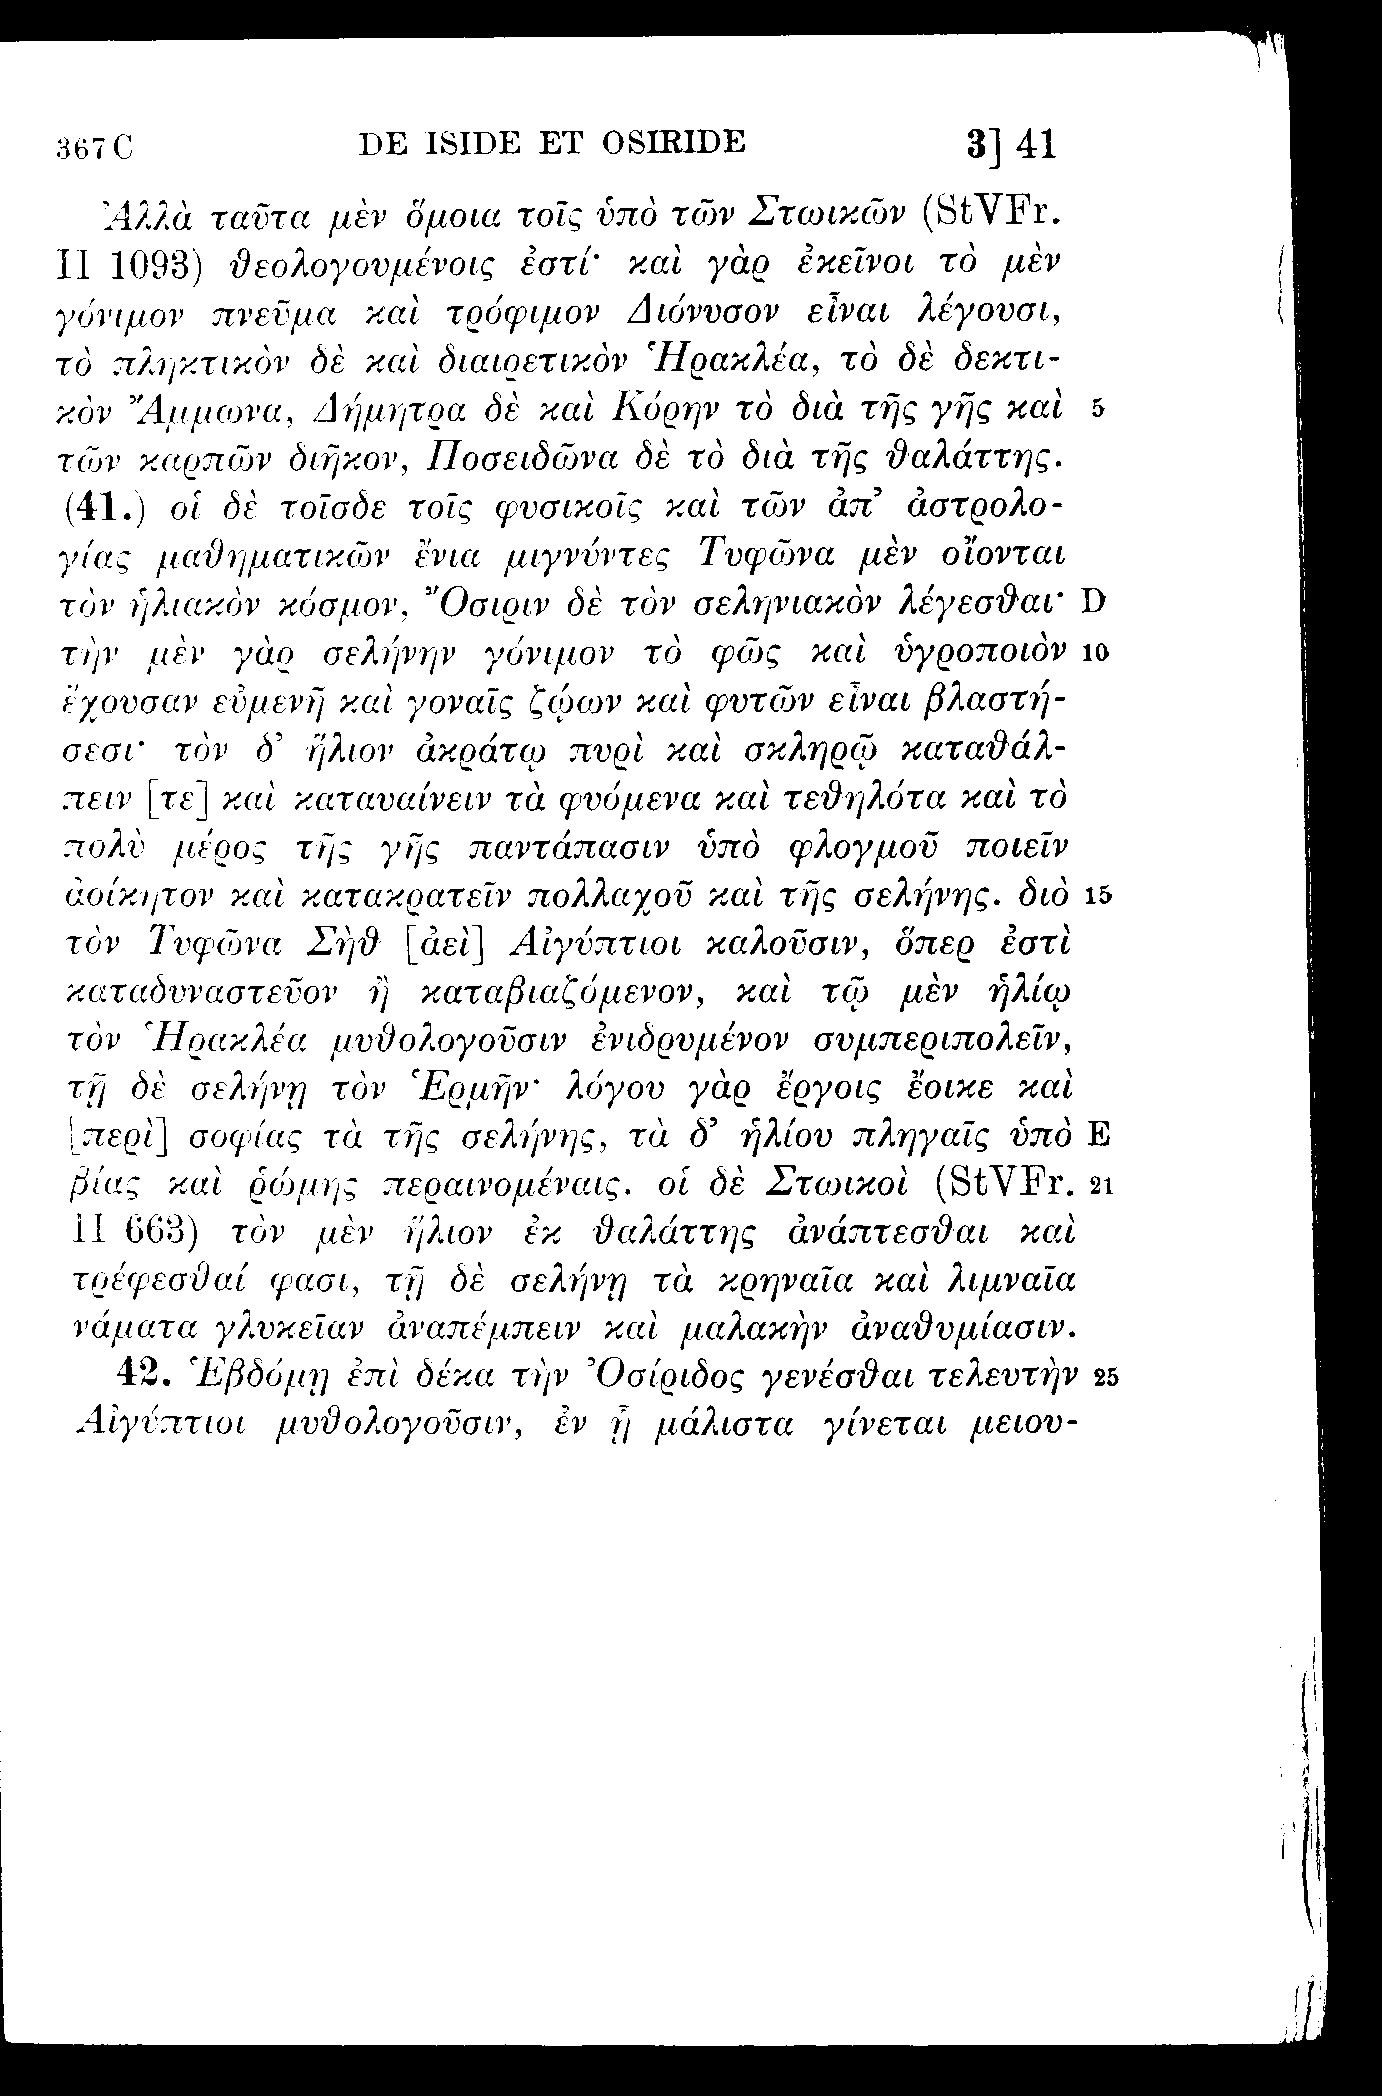 367 C DE ISIDE ET OSIRIDE 3] 41
Ἀλλὰ ταῦτα μὲν ὅμοια τοῖς ὑπὸ τῶν Στωικῶν (StVFr.
II 1093) θεολογουμένοις ἐστί· καὶ γὰρ ἐκεῖνοι τὸ μὲν
γόνιμον πνεῦμα καὶ τρόφιμον Διόνυσον εἶναι λέγουσι,
τὸ πληκτικὸν δὲ καὶ διαιρετικὸν Ἡρακλέα, τὸ δὲ δεκτι-
κὸν Ἄμμωνα, Δήμητρα δὲ καὶ Κόρην τὸ διὰ τῆς γῆς καὶ 5
τῶν καρπῶν διῆκον, Ποσειδῶνα δὲ τὸ διὰ τῆς θαλάττης.
(41.) οἱ δὲ τοῖσδε τοῖς φυσικοῖς καὶ τῶν ἀπ’ ἀστρολο-
γίας μαθηματικῶν ἔνια μιγνύντες Τυφῶνα μὲν οἴονται
τὸν ἡλιακὸν κόσμον, Ὄσιριν δὲ τὸν σεληνιακὸν λέγεσθαι· D
τὴν μὲν γὰρ σελήνην γόνιμον τὸ φῶς καὶ ὑγροποιὸν 10
ἔχουσαν εὐμενῆ καὶ γοναῖς ζῴων καὶ φυτῶν εἶναι βλαστή-
σεσι· τὸν δ’ ἥλιον ἀκράτῳ πυρὶ καὶ σκληρῷ καταθάλ-
πειν [τε] καὶ καταυαίνειν τὰ φυόμενα καὶ τεθηλότα καὶ τὸ
πολὺ μέρος τῆς γῆς παντάπασιν ὑπὸ φλογμοῦ ποιεῖν
ἀοίκητον καὶ κατακρατεῖν πολλαχοῦ καὶ τῆς σελήνης. διὸ 15
τὸν Τυφῶνα Σὴθ [ἀεὶ] Αἰγύπτιοι καλοῦσιν, ὅπερ ἐστὶ
καταδυναστεῦον ἢ καταβιαζόμενον, καὶ τῷ μὲν ἡλίῳ
τὸν Ἡρακλέα μυθολογοῦσιν ἐνιδρυμένον συμπεριπολεῖν,
τῇ δὲ σελήνῃ τὸν Ἑρμῆν· λόγου γὰρ ἔργοις ἔοικε καὶ
[περὶ] σοφίας τὰ τῆς σελήνης, τὰ δ’ ἡλίου πληγαῖς ὑπὸ E
βίας καὶ ῥώμης περαινομέναις. οἱ δὲ Στωικοὶ (StVFr. 21
II 663) τὸν μὲν ἥλιον ἐκ θαλάττης ἀνάπτεσθαι καὶ
τρέφεσθαί φασι, τῇ δὲ σελήνῃ τὰ κρηναῖα καὶ λιμναῖα
νάματα γλυκεῖαν ἀναπέμπειν καὶ μαλακὴν ἀναθυμίασιν.
42. Ἑβδόμῃ ἐπὶ δέκα τὴν Ὀσίριδος γενέσθαι τελευτὴν 25
Αἰγύπτιοι μυθολογοῦσιν, ἐν ᾗ μάλιστα γίνεται μειου-